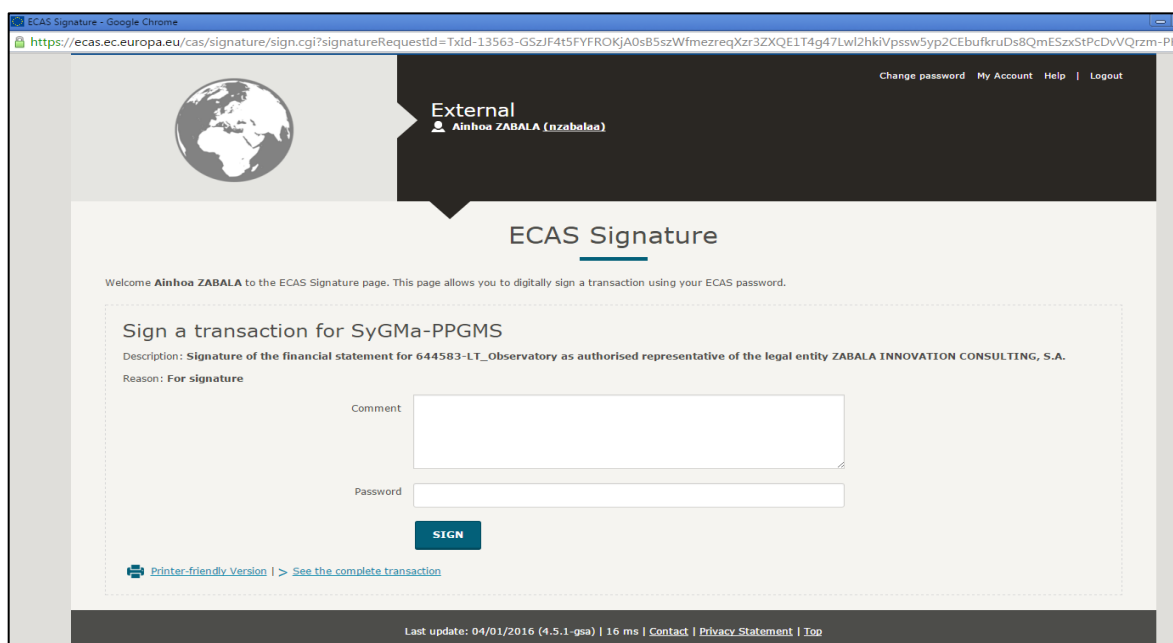 ECAS Signature - Google Chrome
https://ecas.ec.europa.eu/cas/signature/sign.cgi?signatureRequestId=TxId-13563-GSzJF4t5FYFROKjA0sB5szWfmezreqXzr3ZXQE1T4g47Lwl2hkiVpssw5yp2CEbufkruDs8QmESzxStPcDvVQrzm-PI
Change password My Account Help | Logout
External
Ainhoa ZABALA (nzabalaa)
ECAS Signature
Welcome Ainhoa ZABALA to the ECAS Signature page. This page allows you to digitally sign a transaction using your ECAS password.
Sign a transaction for SyGMa-PPGMS
Description: Signature of the financial statement for 644583-LT_Observatory as authorised representative of the legal entity ZABALA INNOVATION CONSULTING, S.A.
Reason: For signature
Comment
Password
SIGN
Printer-friendly Version | > See the complete transaction
Last update: 04/01/2016 (4.5.1-gsa) | 16 ms | Contact | Privacy Statement | Top